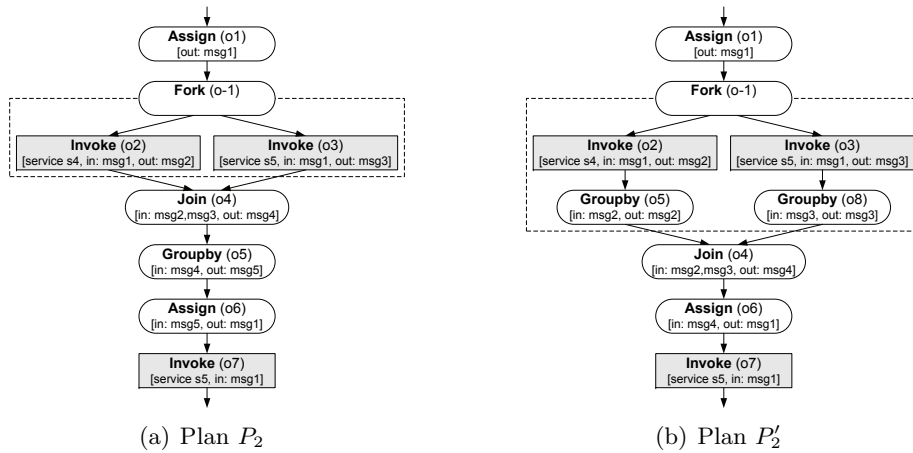 Assign (o1)
[out: msg1]
Fork (o-1)
Invoke (o2)
[service s4, in: msg1, out: msg2]
Invoke (o3)
[service s5, in: msg1, out: msg3]
Join (o4)
[in: msg2,msg3, out: msg4]
Groupby (o5)
[in: msg4, out: msg5]
Assign (o6)
[in: msg5, out: msg1]
Invoke (o7)
[service s5, in: msg1]
(a) Plan P₂
Assign (o1)
[out: msg1]
Fork (o-1)
Invoke (o2)
[service s4, in: msg1, out: msg2]
Invoke (o3)
[service s5, in: msg1, out: msg3]
Groupby (o5)
[in: msg2, out: msg2]
Groupby (o8)
[in: msg3, out: msg3]
Join (o4)
[in: msg2,msg3, out: msg4]
Assign (o6)
[in: msg4, out: msg1]
Invoke (o7)
[service s5, in: msg1]
(b) Plan P₂′